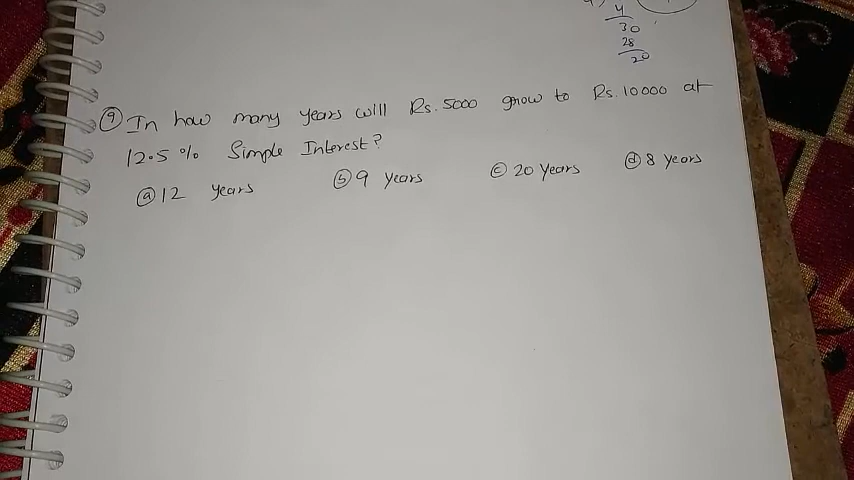 4
30
28
20
9 In how many years will Rs. 5000 grow to Rs. 10000 at
12.5 % Simple Interest?
a 12 years b 9 years c 20 years d 8 years